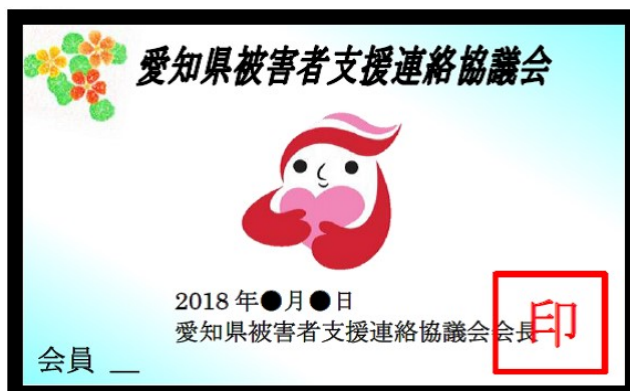 愛知県被害者支援連絡協議会
2018年●月●日
愛知県被害者支援連絡協議会会長
印
会員 __